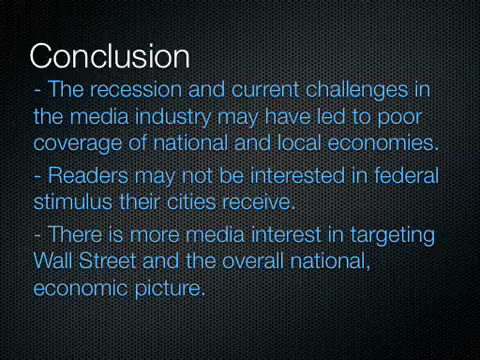 Conclusion
- The recession and current challenges in
the media industry may have led to poor
coverage of national and local economies.
- Readers may not be interested in federal
stimulus their cities receive.
- There is more media interest in targeting
Wall Street and the overall national,
economic picture.